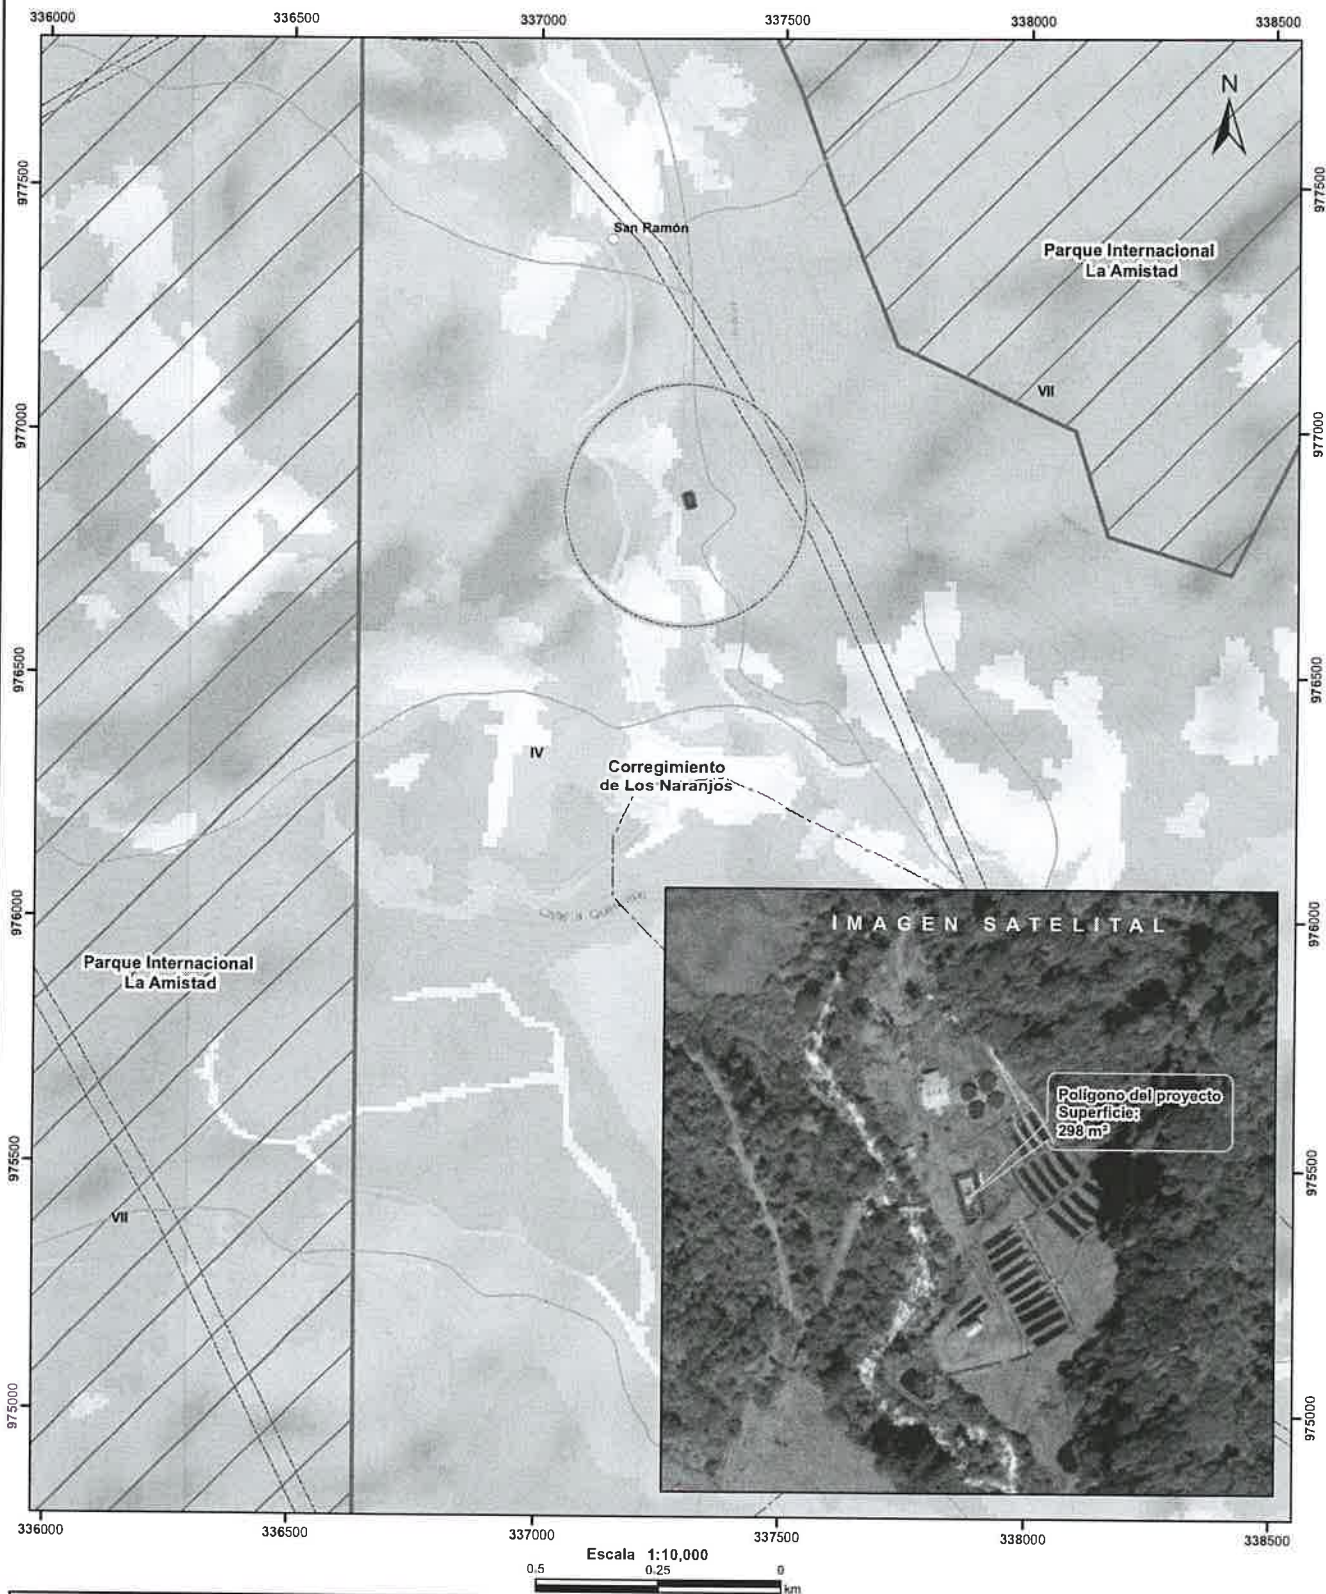 336000 336500 337000 337500 338000 338500
N
977500
977500
San Ramón
Parque Internacional
La Amistad
VII
977000
977000
976500
976500
IV
Corregimiento
de Los Naranjos
976000
976000
IMAGEN SATELITAL
Parque Internacional
La Amistad
Polígono del proyecto
Superficie:
298 m²
975500
975500
VII
975000
975000
336000 336500 337000 337500 338000 338500
Escala 1:10,000
0.5 0.25 0
km